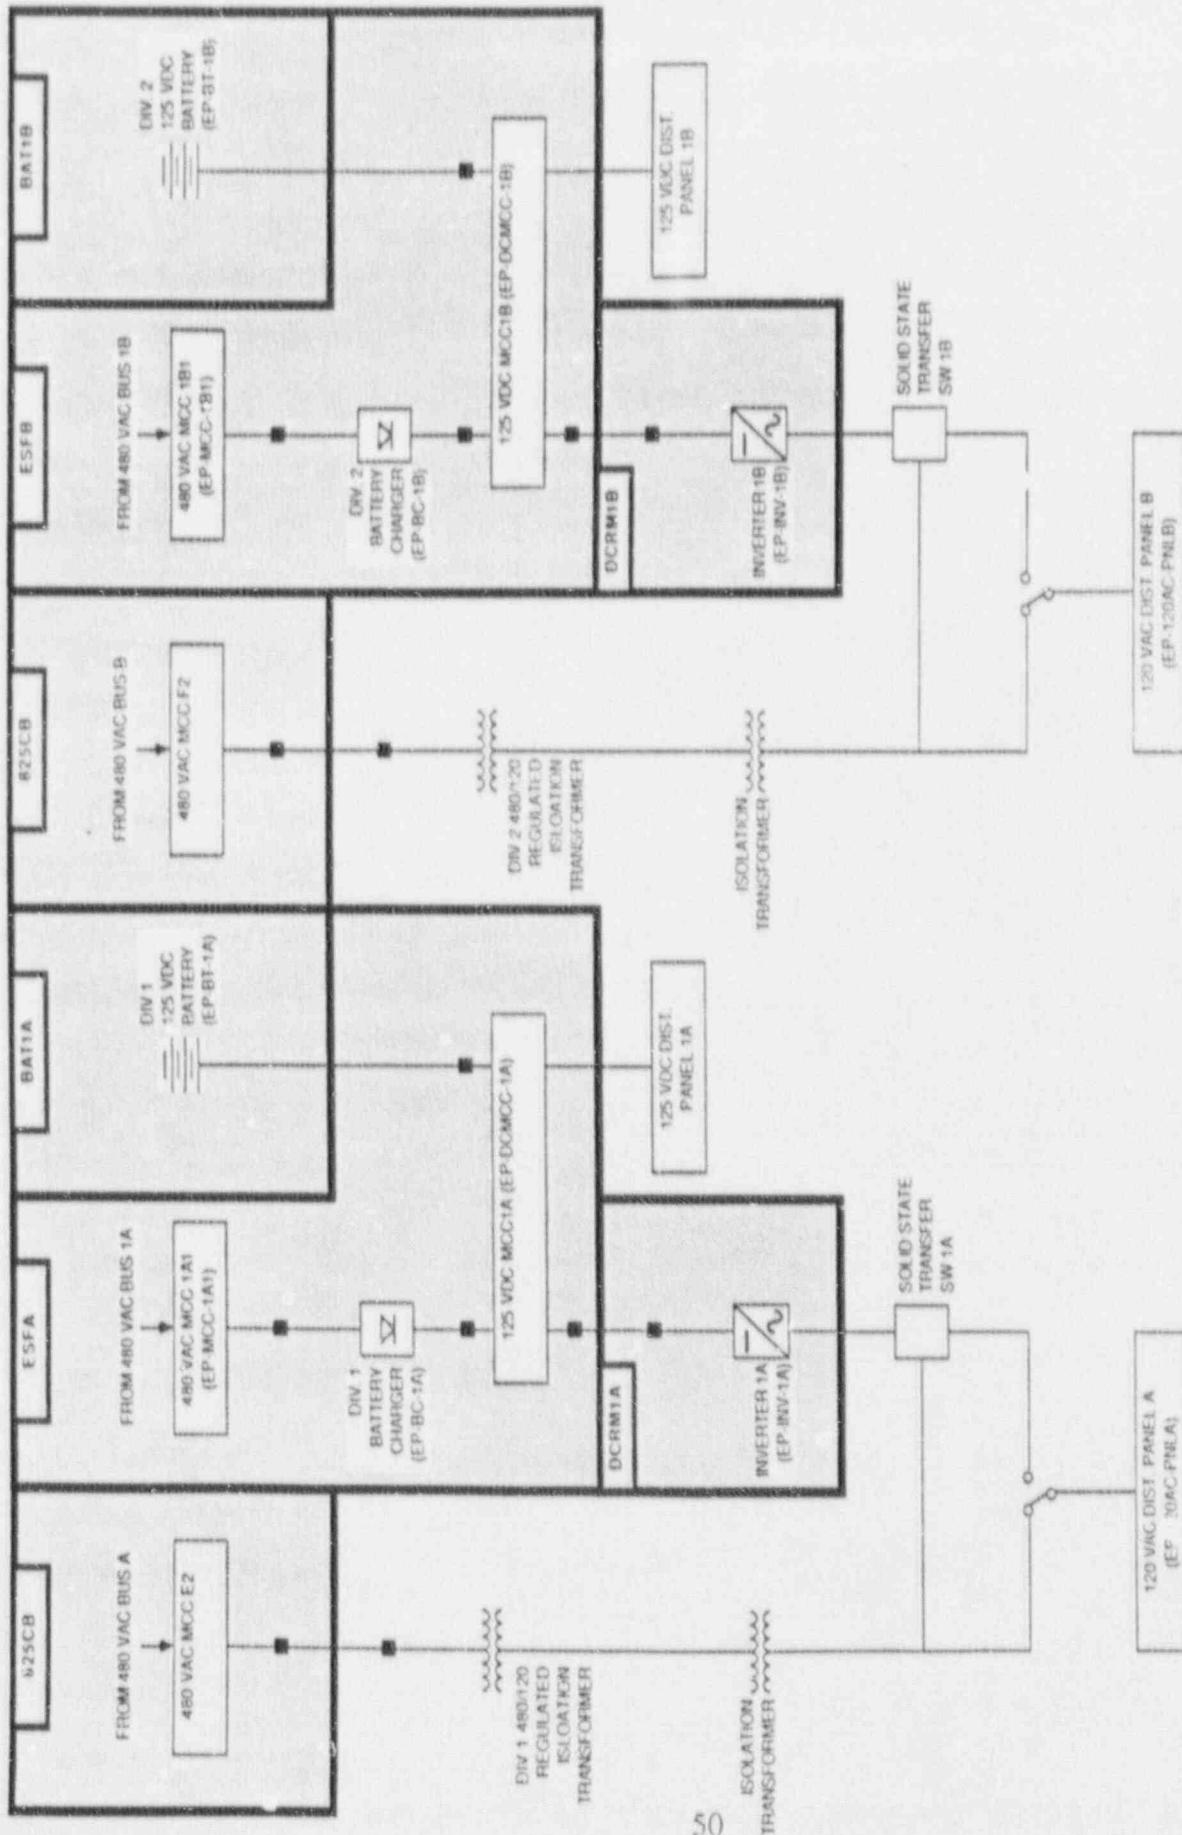 625CB
ESFA
BAT1A
825CB
ESFB
BAT1B
FROM 480 VAC BUS A
480 VAC MCC E2
FROM 480 VAC BUS 1A
480 VAC MCC 1A1
(EP-MCC-1A1)
DIV 1
125 VDC
BATTERY
(EP-BT-1A)
FROM 480 VAC BUS B
480 VAC MCC F2
FROM 480 VAC BUS 1B
480 VAC MCC 1B1
(EP-MCC-1B1)
DIV. 2
125 VDC
BATTERY
(EP-BT-1B)
DIV. 1
BATTERY
CHARGER
(EP-BC-1A)
DIV. 2
BATTERY
CHARGER
(EP-BC-1B)
DIV 1 480/120
REGULATED
ISLOATION
TRANSFORMER
125 VDC MCC1A (EP-DCMCC-1A)
DIV 2 480/120
REGULATED
ISLOATION
TRANSFORMER
125 VDC MCC1B (EP-DCMCC-1B)
DCRM1A
125 VDC DIST.
PANEL 1A
DCRM1B
125 VDC DIST.
PANEL 1B
ISOLATION
TRANSFORMER
INVERTER 1A
(EP-INV-1A)
ISOLATION
TRANSFORMER
INVERTER 1B
(EP-INV-1B)
SOLID STATE
TRANSFER
SW 1A
SOLID STATE
TRANSFER
SW 1B
120 VAC DIST. PANEL A
(EP 20AC-PNLA)
120 VAC DIST. PANEL B
(EP-120AC-PNLB)
50